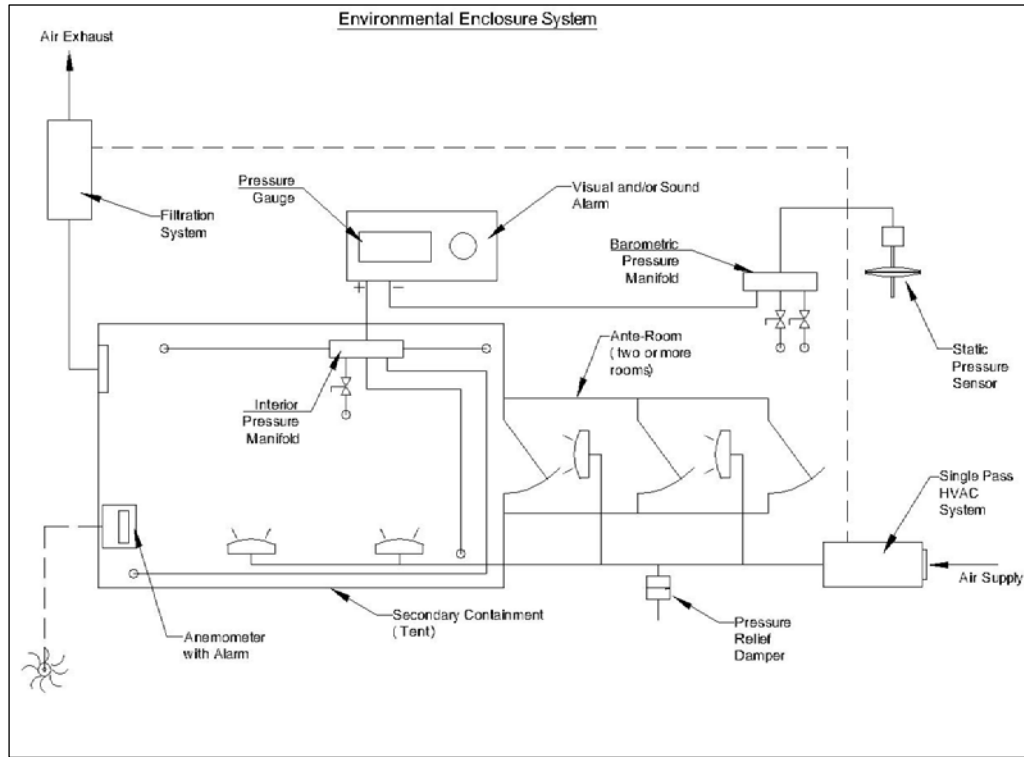 Environmental Enclosure System
Air Exhaust
Pressure
Gauge
Visual and/or Sound
Alarm
Filtration
System
Barometric
Pressure
Manifold
+ −
Ante-Room
(two or more
rooms)
Static
Pressure
Sensor
Interior
Pressure
Manifold
Single Pass
HVAC
System
Air Supply
Secondary Containment
(Tent)
Pressure
Relief
Damper
Anemometer
with Alarm